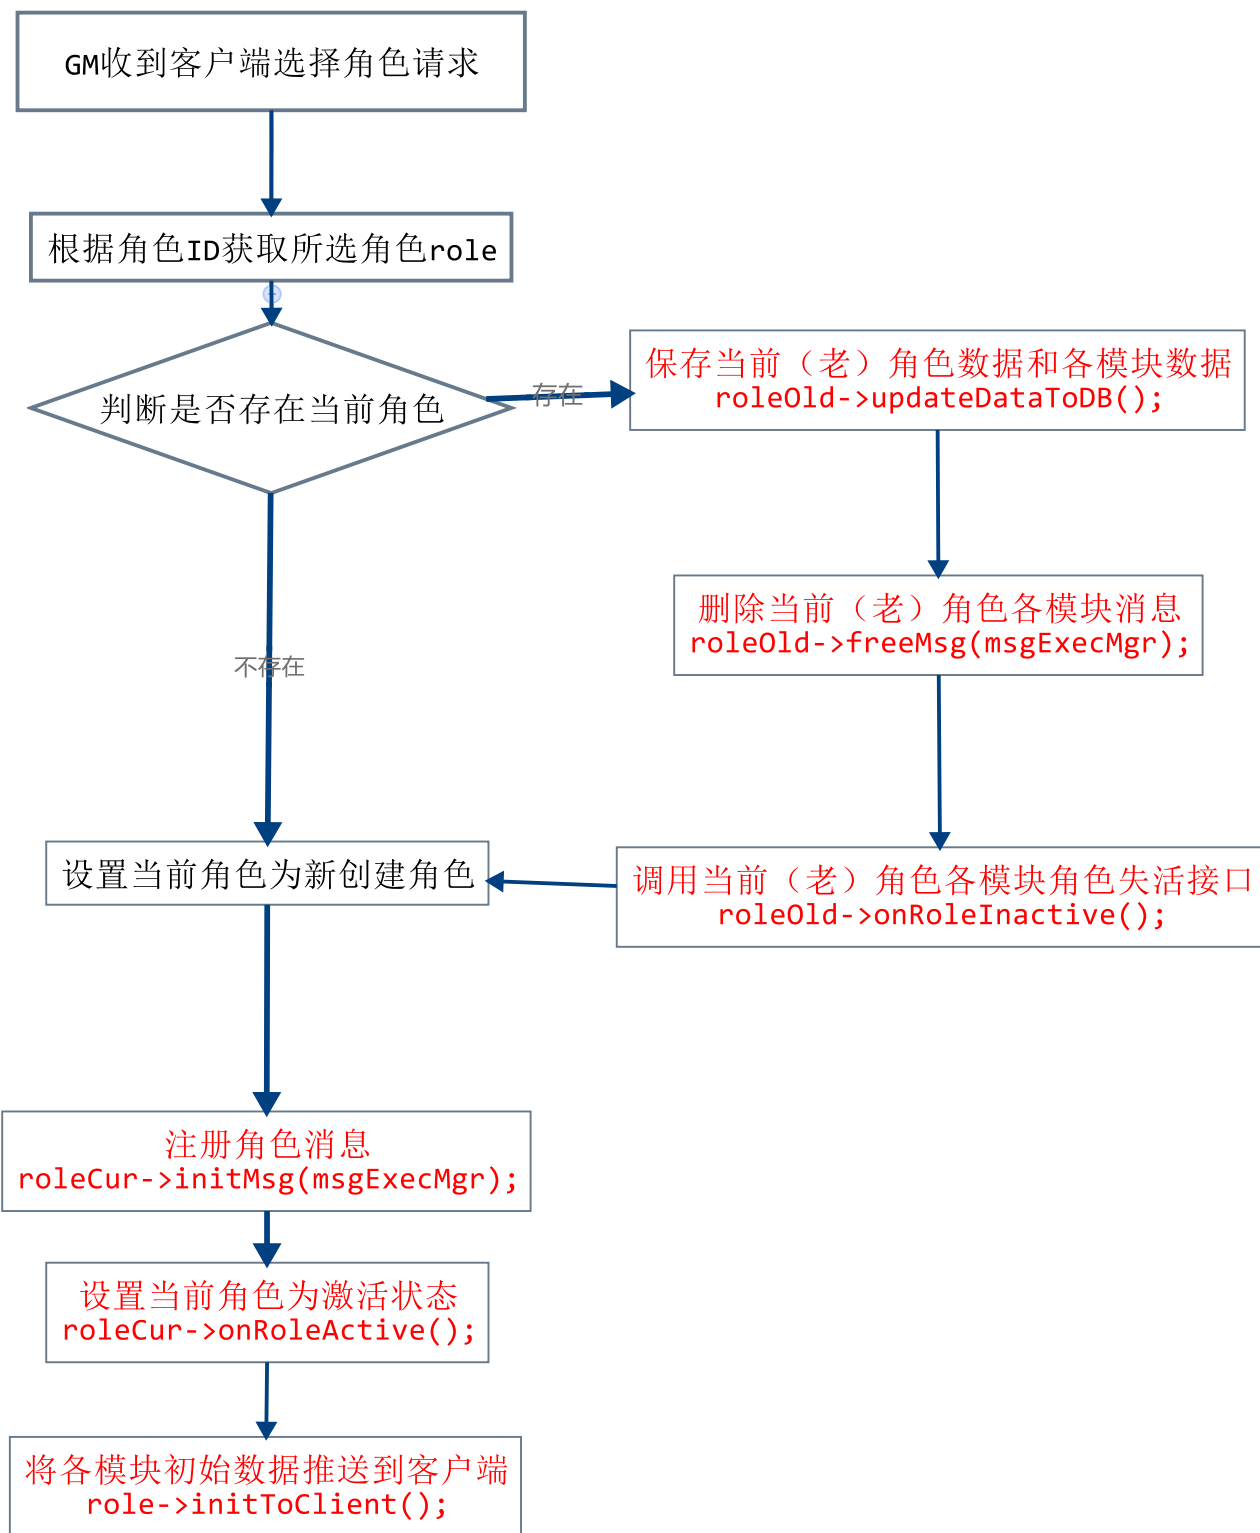 GM收到客户端选择角色请求
根据角色ID获取所选角色role
判断是否存在当前角色
存在
保存当前（老）角色数据和各模块数据
roleOld->updateDataToDB();
删除当前（老）角色各模块消息
roleOld->freeMsg(msgExecMgr);
不存在
设置当前角色为新创建角色
调用当前（老）角色各模块角色失活接口
roleOld->onRoleInactive();
注册角色消息
roleCur->initMsg(msgExecMgr);
设置当前角色为激活状态
roleCur->onRoleActive();
将各模块初始数据推送到客户端
role->initToClient();